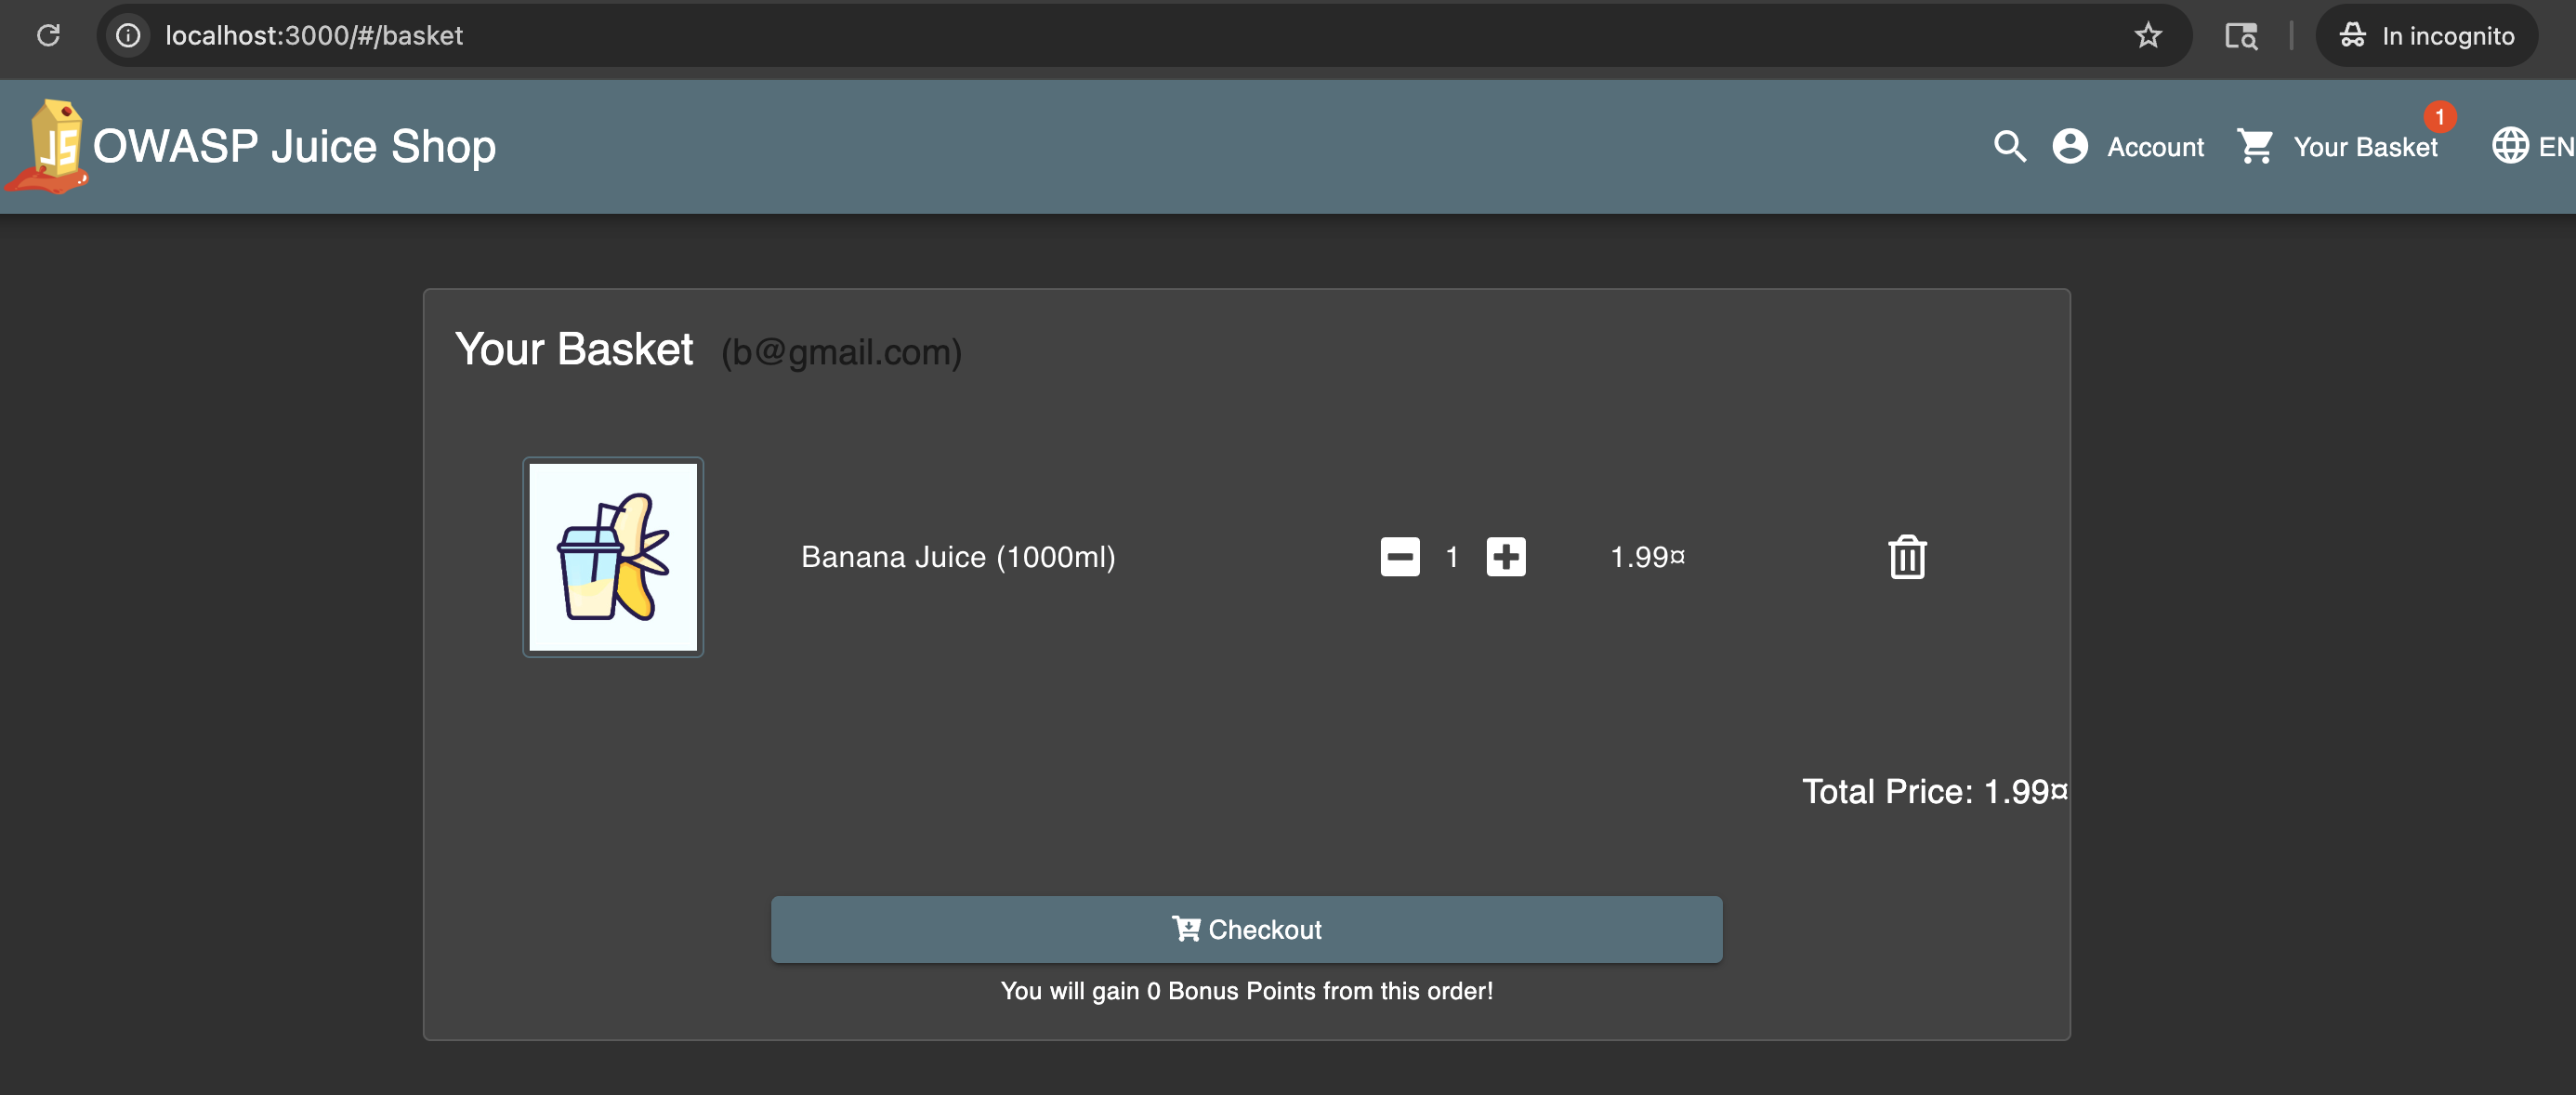 localhost:3000/#/basket
In incognito
JS
OWASP Juice Shop
Account
Your Basket
1
EN
Your Basket (b@gmail.com)
Banana Juice (1000ml)
1
1.99¤
Total Price: 1.99¤
Checkout
You will gain 0 Bonus Points from this order!